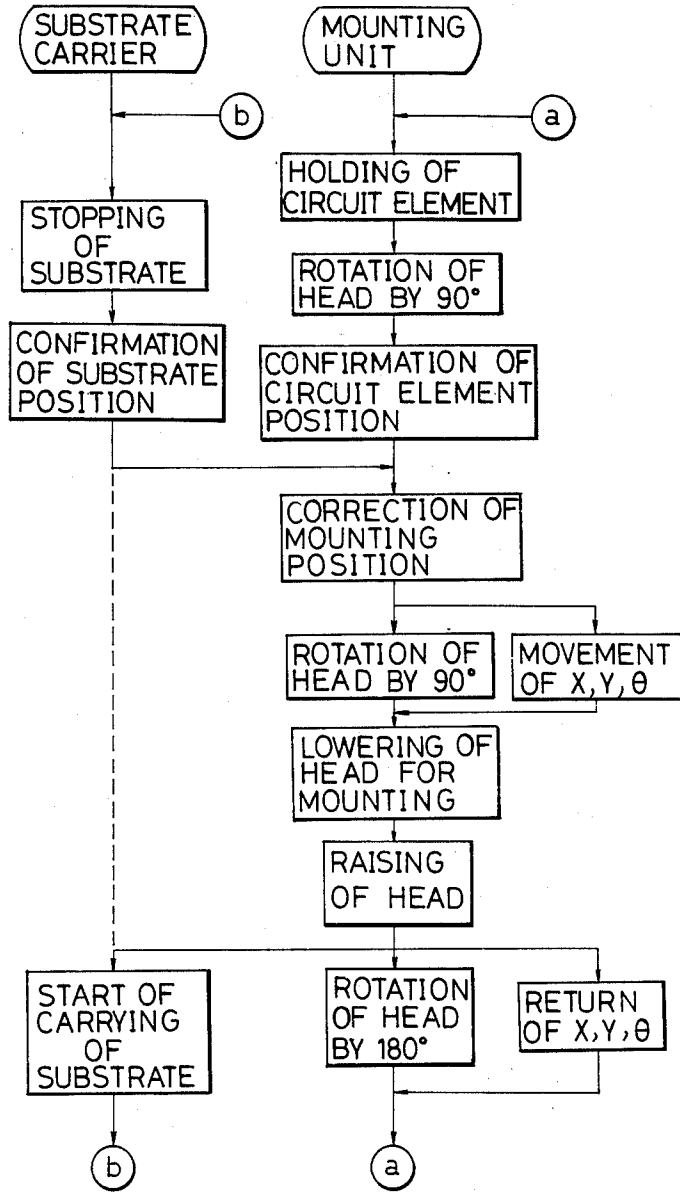 SUBSTRATE
CARRIER
MOUNTING
UNIT
b
a
HOLDING OF
CIRCUIT ELEMENT
STOPPING
OF
SUBSTRATE
ROTATION OF
HEAD BY 90°
CONFIRMATION
OF SUBSTRATE
POSITION
CONFIRMATION OF
CIRCUIT ELEMENT
POSITION
CORRECTION OF
MOUNTING
POSITION
ROTATION OF
HEAD BY 90°
MOVEMENT
OF X,Y,θ
LOWERING OF
HEAD FOR
MOUNTING
RAISING
OF HEAD
START OF
CARRYING
OF
SUBSTRATE
ROTATION
OF HEAD
BY 180°
RETURN
OF X,Y,θ
b
a